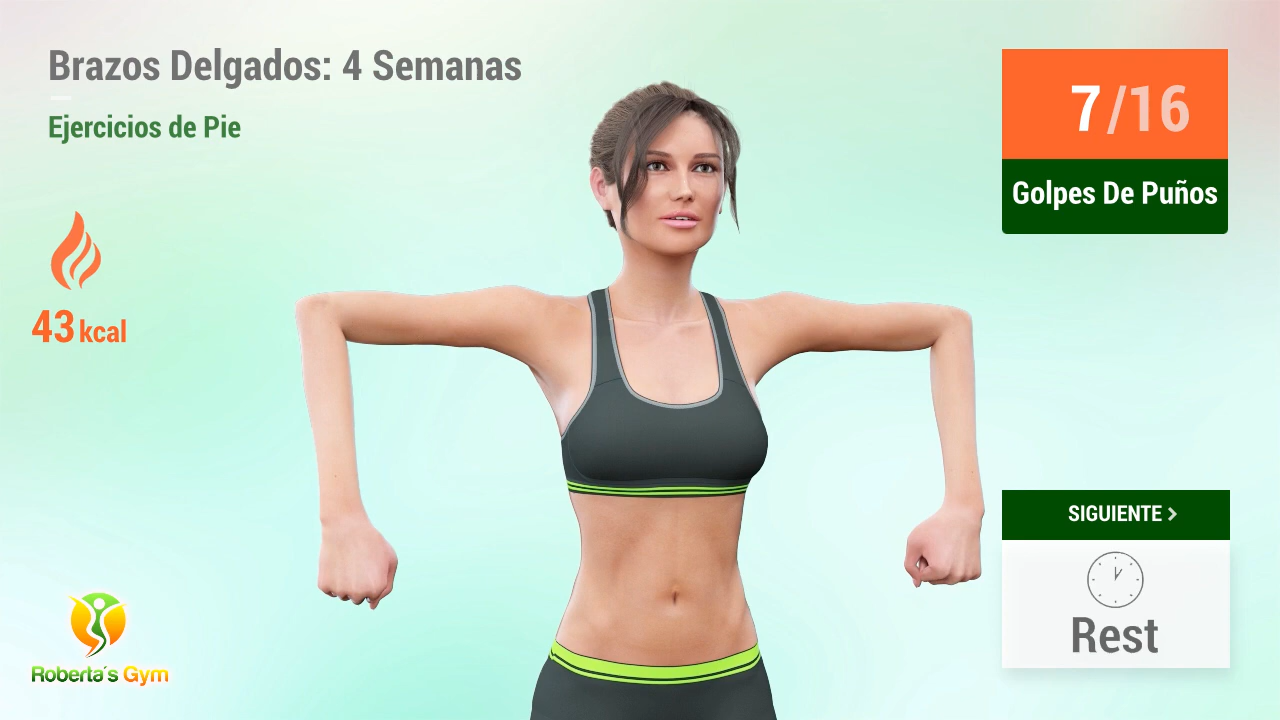 Brazos Delgados: 4 Semanas
Ejercicios de Pie
7/16
Golpes De Puños
43 kcal
SIGUIENTE >
Rest
Roberta´s Gym